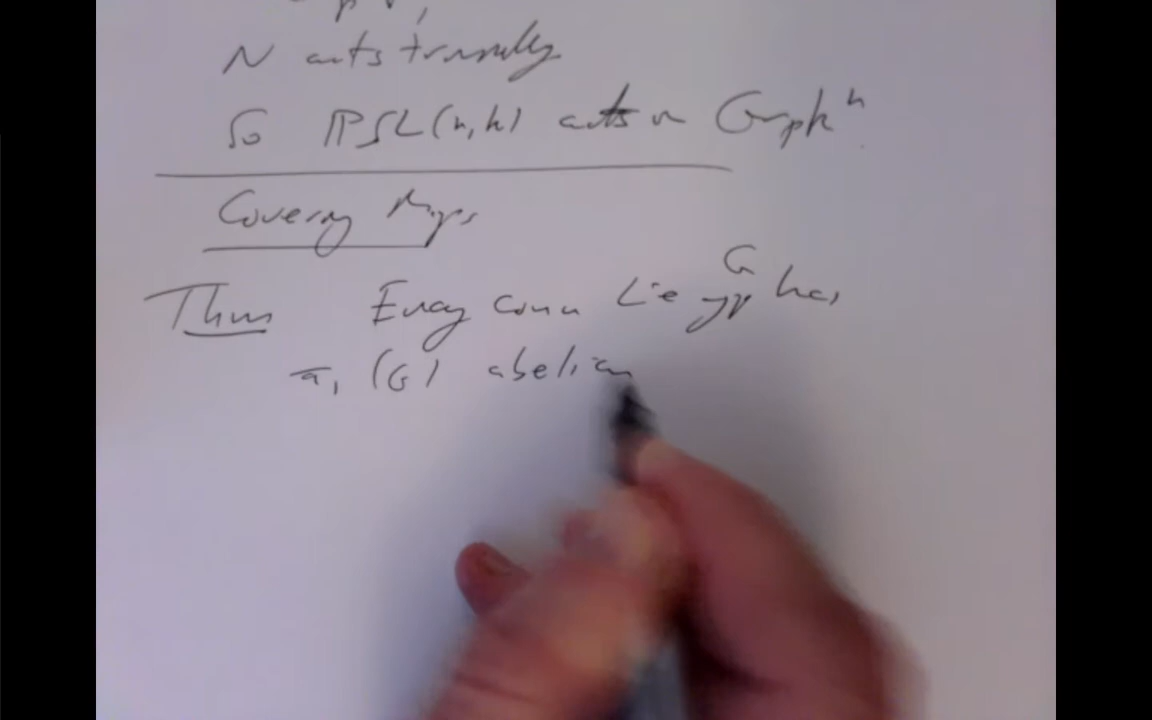 N acts trivially
So PSL(n,k) acts on Graph^n
Covering Maps
Thm Every conn Lie gp G has
π₁(G) abelian